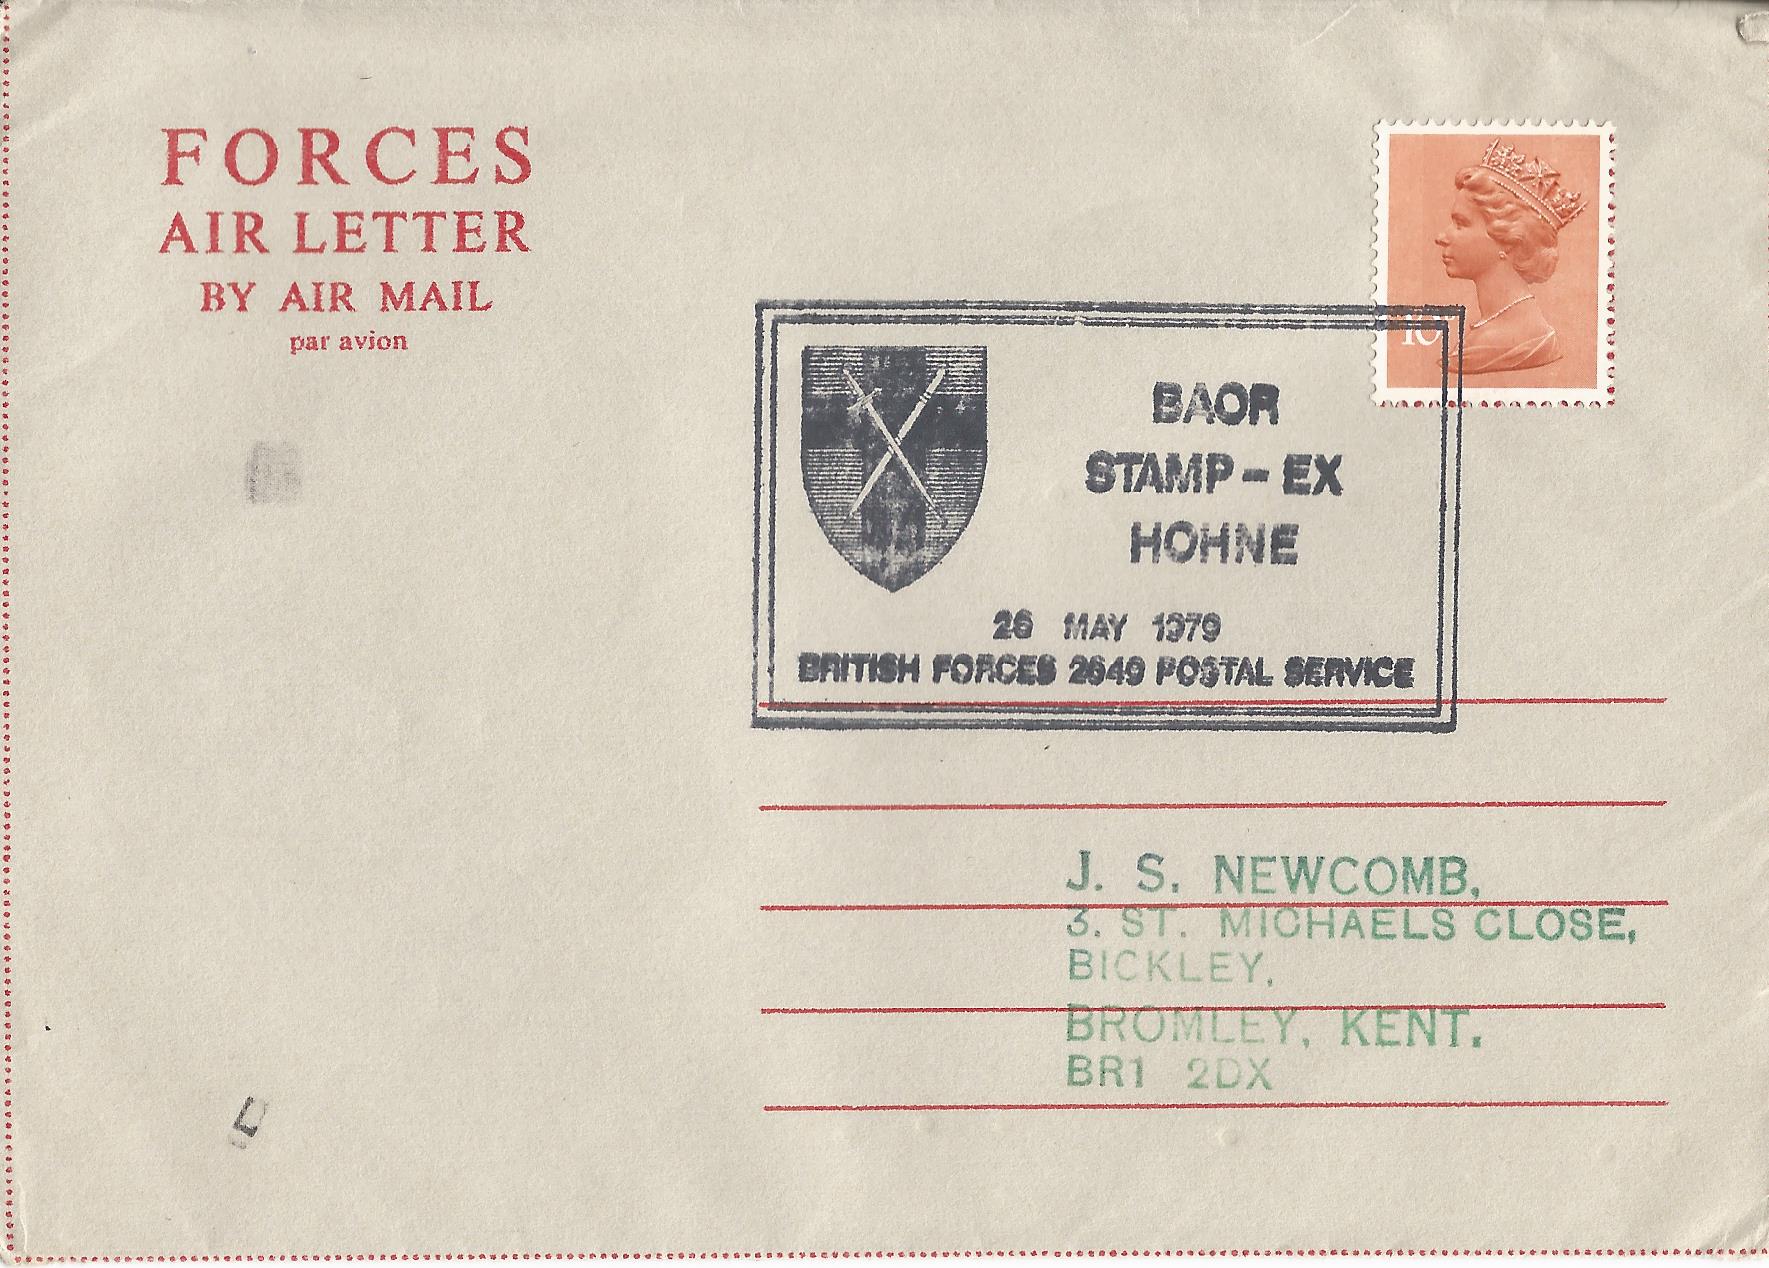 FORCES
AIR LETTER
BY AIR MAIL
par avion
10
BAOR
STAMP - EX
HOHNE
26 MAY 1979
BRITISH FORCES 2649 POSTAL SERVICE
J. S. NEWCOMB,
3. ST. MICHAELS CLOSE,
BICKLEY,
BROMLEY, KENT.
BR1 2DX